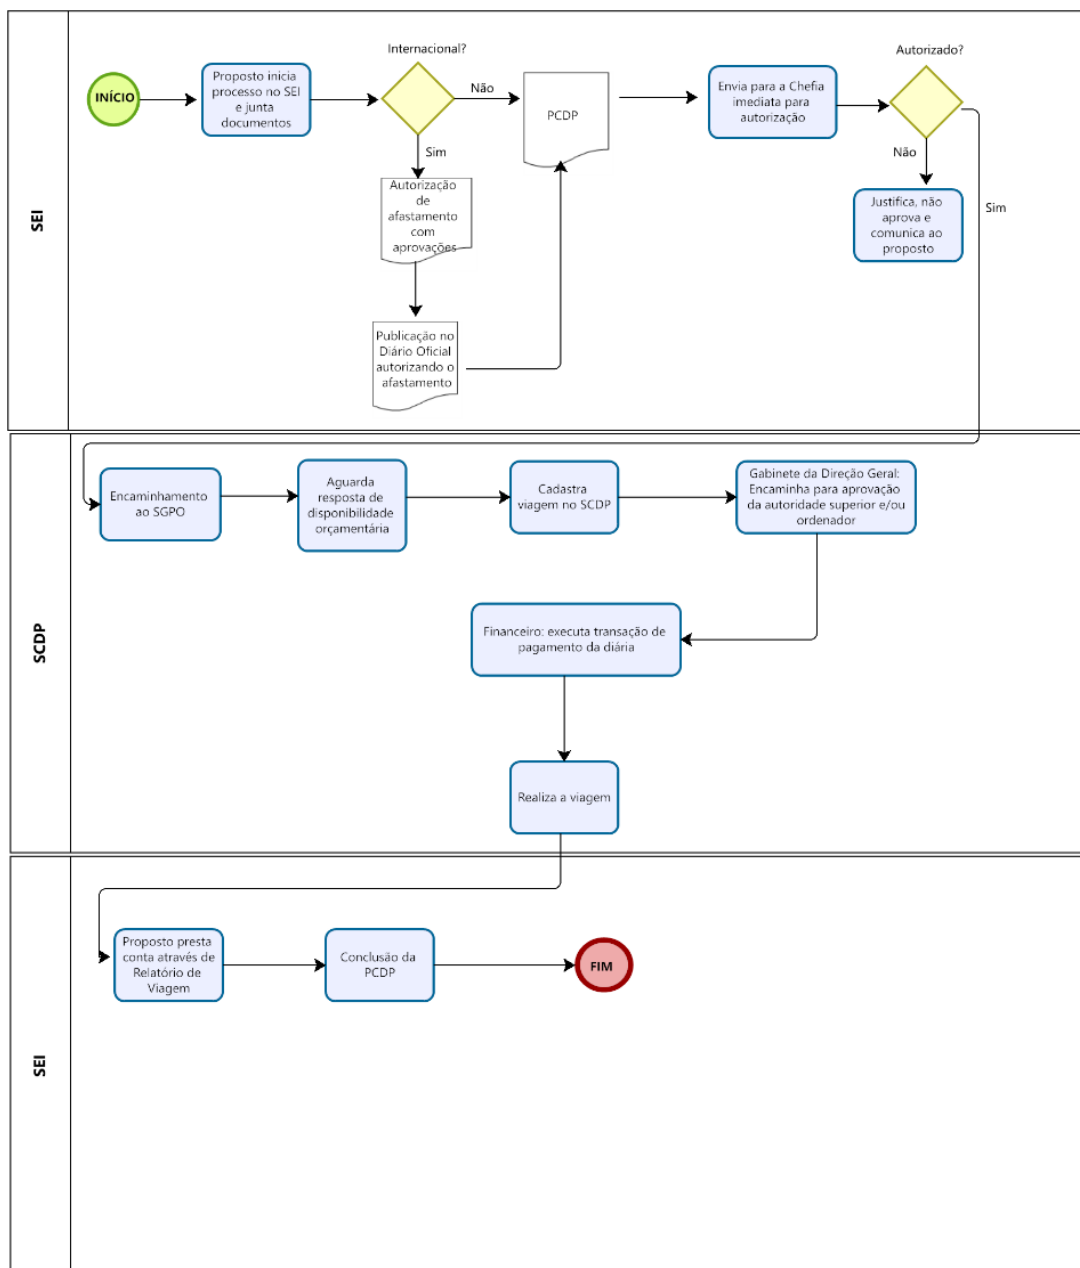 SEI
INÍCIO
Proposto inicia
processo no SEI
e junta
documentos
Internacional?
Não
Sim
Autorização
de
afastamento
com
aprovações
Publicação no
Diário Oficial
autorizando o
afastamento
PCDP
Envia para a Chefia
imediata para
autorização
Autorizado?
Não
Sim
Justifica, não
aprova e
comunica ao
proposto
SCDP
Encaminhamento
ao SGPO
Aguarda
resposta de
disponibilidade
orçamentária
Cadastra
viagem no SCDP
Gabinete da Direção Geral:
Encaminha para aprovação
da autoridade superior e/ou
ordenador
Financeiro: executa transação de
pagamento da diária
Realiza a viagem
SEI
Proposto presta
conta através de
Relatório de
Viagem
Conclusão da
PCDP
FIM